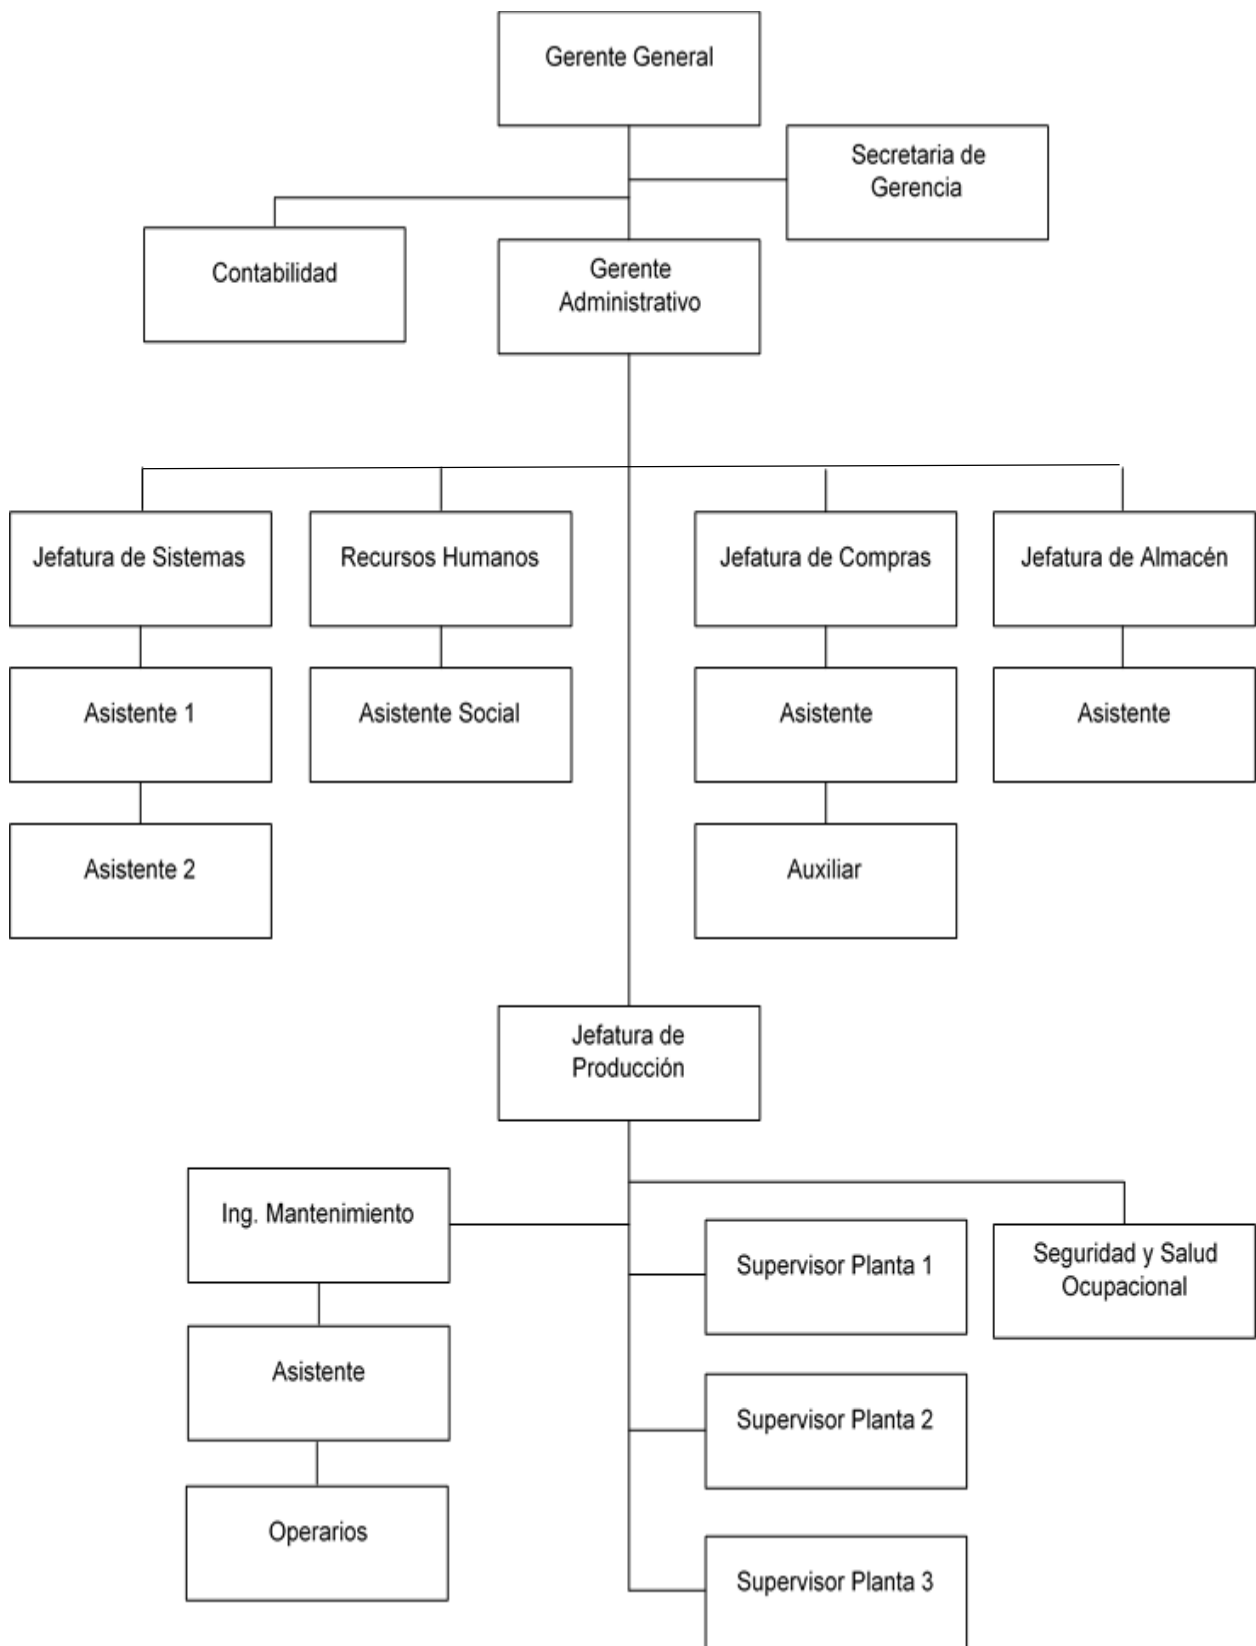 Gerente General
Secretaria de
Gerencia
Contabilidad
Gerente
Administrativo
Jefatura de Sistemas
Recursos Humanos
Jefatura de Compras
Jefatura de Almacén
Asistente 1
Asistente Social
Asistente
Asistente
Asistente 2
Auxiliar
Jefatura de
Producción
Ing. Mantenimiento
Supervisor Planta 1
Seguridad y Salud
Ocupacional
Asistente
Supervisor Planta 2
Operarios
Supervisor Planta 3